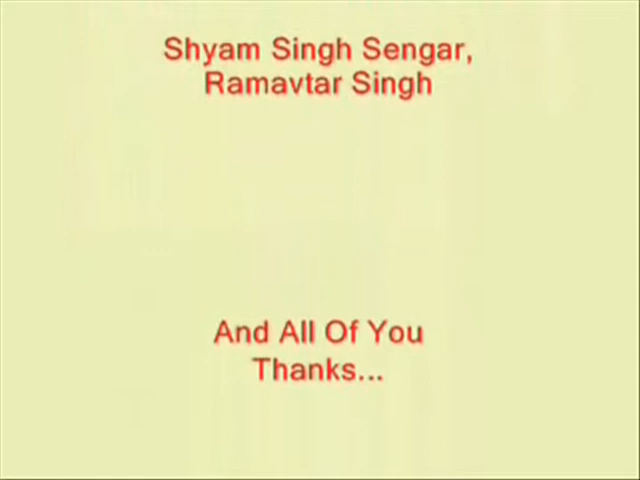 Shyam Singh Sengar,
Ramavtar Singh
And All Of You
Thanks...